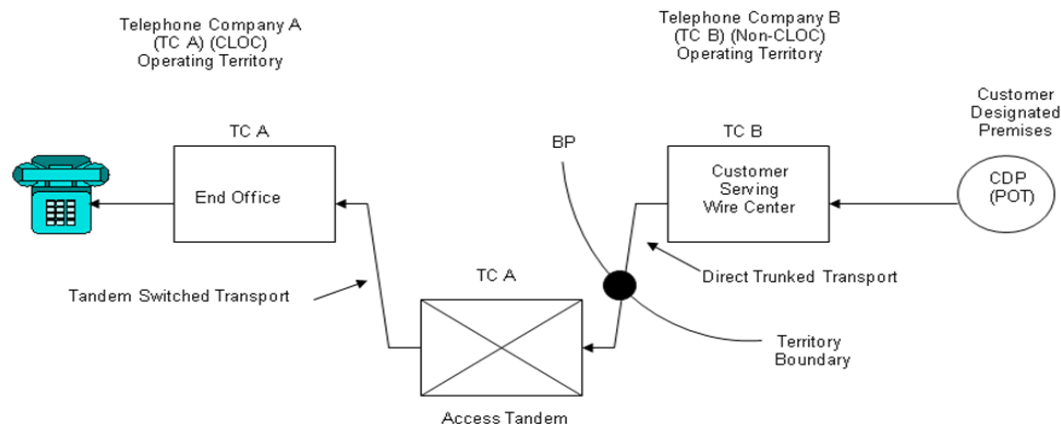 Telephone Company A
(TC A) (CLOC)
Operating Territory
Telephone Company B
(TC B) (Non-CLOC)
Operating Territory
Customer
Designated
Premises
TC A
BP
TC B
End Office
Customer
Serving
Wire Center
CDP
(POT)
Tandem Switched Transport
TC A
Direct Trunked Transport
Territory
Boundary
Access Tandem